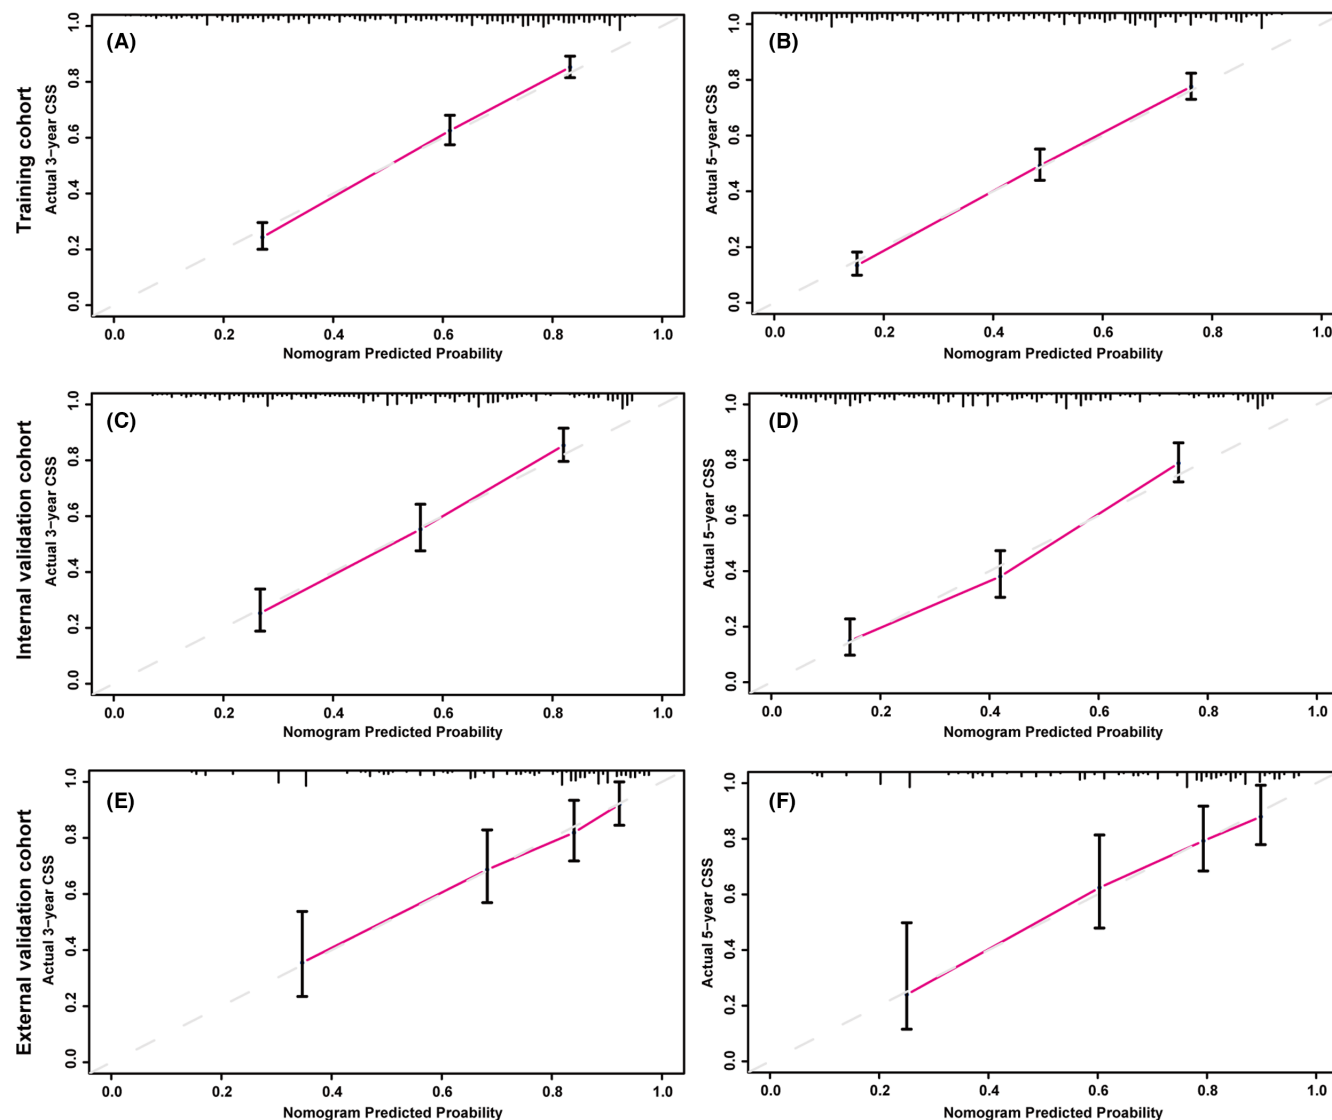 Training cohort
(A)
Actual 3-year CSS
0.0 0.2 0.4 0.6 0.8 1.0
0.0 0.2 0.4 0.6 0.8 1.0
Nomogram Predicted Proability
(B)
Actual 5-year CSS
0.0 0.2 0.4 0.6 0.8 1.0
0.0 0.2 0.4 0.6 0.8 1.0
Nomogram Predicted Proability
Internal validation cohort
(C)
Actual 3-year CSS
0.0 0.2 0.4 0.6 0.8 1.0
0.0 0.2 0.4 0.6 0.8 1.0
Nomogram Predicted Proability
(D)
Actual 5-year CSS
0.0 0.2 0.4 0.6 0.8 1.0
0.0 0.2 0.4 0.6 0.8 1.0
Nomogram Predicted Proability
External validation cohort
(E)
Actual 3-year CSS
0.0 0.2 0.4 0.6 0.8 1.0
0.0 0.2 0.4 0.6 0.8 1.0
Nomogram Predicted Proability
(F)
Actual 5-year CSS
0.0 0.2 0.4 0.6 0.8 1.0
0.0 0.2 0.4 0.6 0.8 1.0
Nomogram Predicted Proability